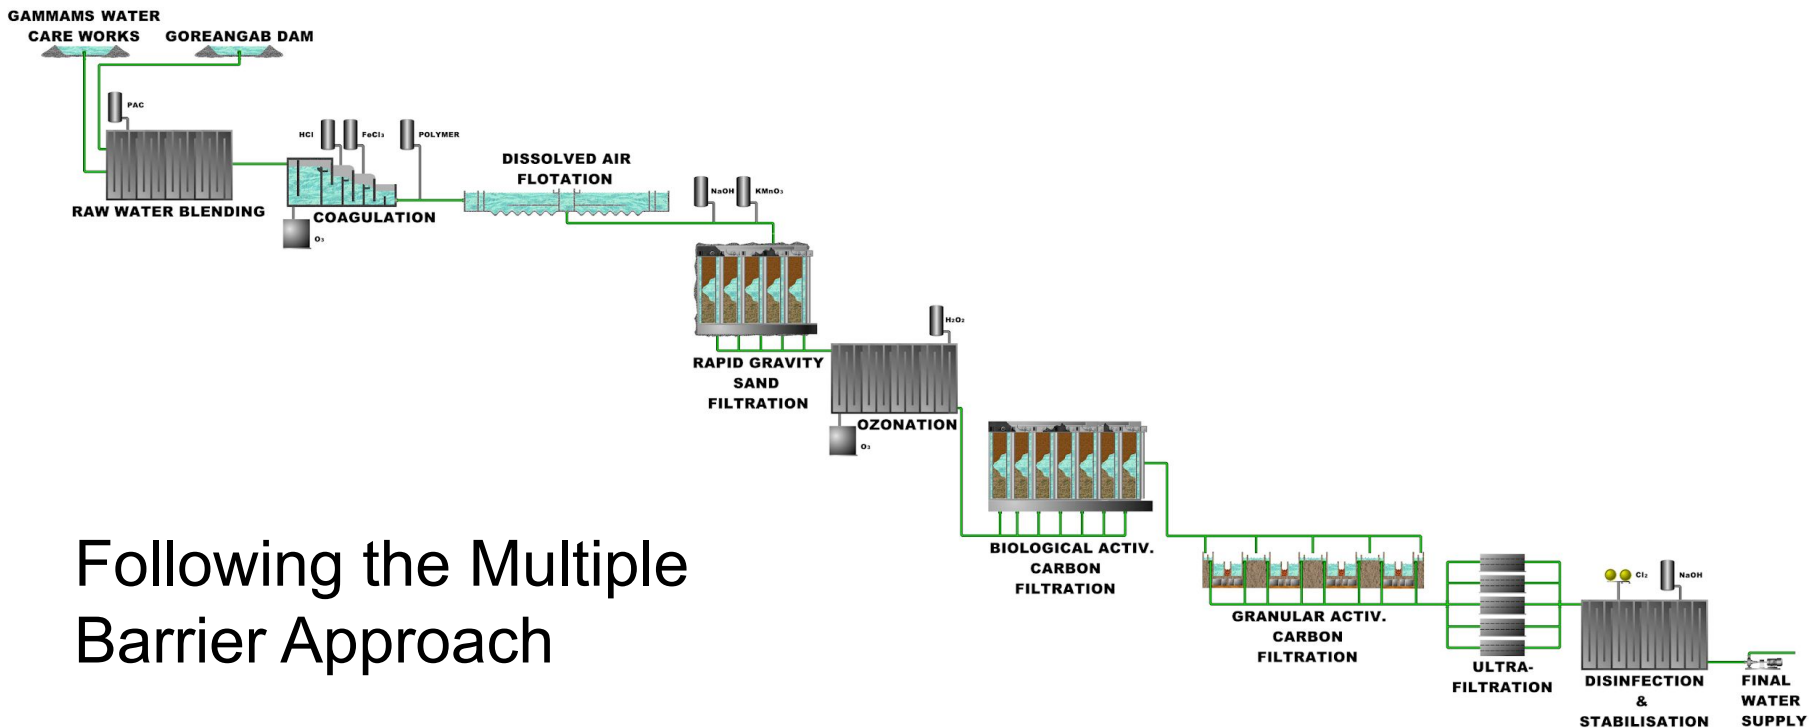 GAMMAMS WATER
CARE WORKS
GOREANGAB DAM
PAC
RAW WATER BLENDING
HCl
FeCl₃
POLYMER
O₃
COAGULATION
DISSOLVED AIR
FLOTATION
NaOH
KMnO₃
RAPID GRAVITY
SAND
FILTRATION
H₂O₂
OZONATION
O₃
BIOLOGICAL ACTIV.
CARBON
FILTRATION
GRANULAR ACTIV.
CARBON
FILTRATION
ULTRA-
FILTRATION
Cl₂
NaOH
DISINFECTION
&
STABILISATION
FINAL
WATER
SUPPLY
Following the Multiple
Barrier Approach